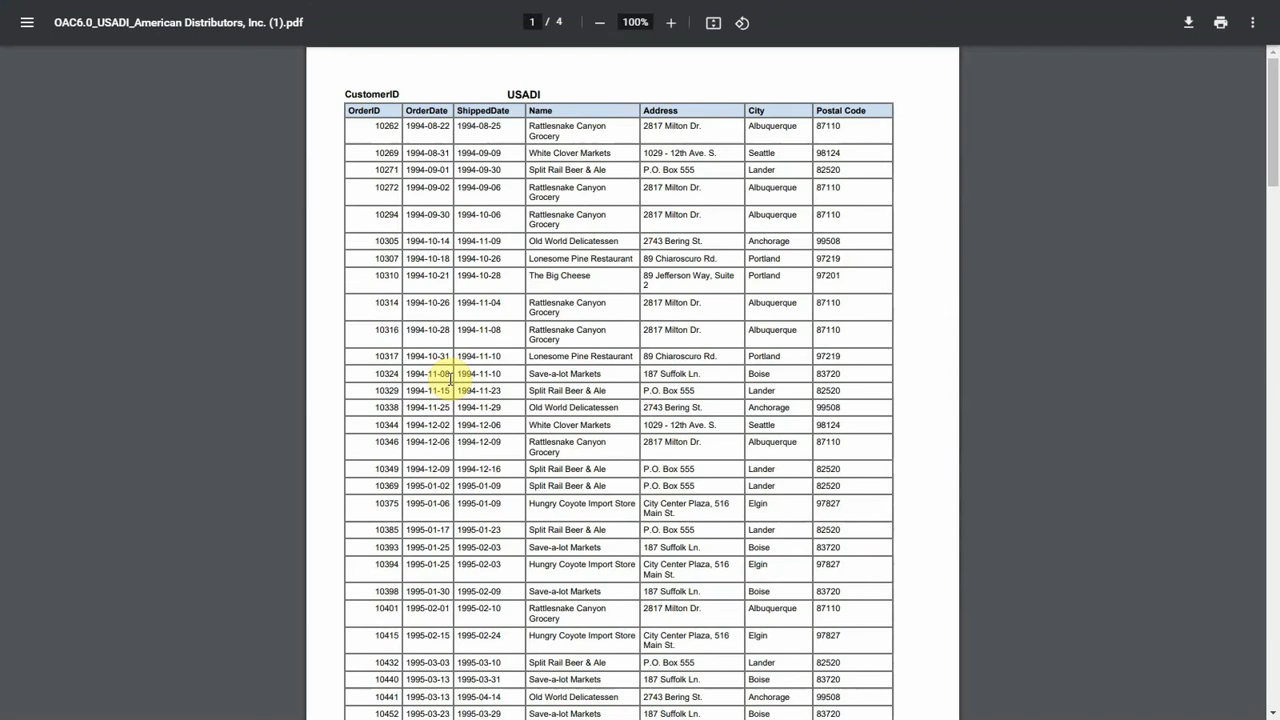 OAC6.0_USADI_American Distributors, Inc. (1).pdf 1 / 4 100%
CustomerID USADI
OrderID OrderDate ShippedDate Name Address City Postal Code
10262 1994-08-22 1994-08-25 Rattlesnake Canyon 2817 Milton Dr. Albuquerque 87110
Grocery
10269 1994-08-31 1994-09-09 White Clover Markets 1029 - 12th Ave. S. Seattle 98124
10271 1994-09-01 1994-09-30 Split Rail Beer & Ale P.O. Box 555 Lander 82520
10272 1994-09-02 1994-09-06 Rattlesnake Canyon 2817 Milton Dr. Albuquerque 87110
Grocery
10294 1994-09-30 1994-10-06 Rattlesnake Canyon 2817 Milton Dr. Albuquerque 87110
Grocery
10305 1994-10-14 1994-11-09 Old World Delicatessen 2743 Bering St. Anchorage 99508
10307 1994-10-18 1994-10-26 Lonesome Pine Restaurant 89 Chiaroscuro Rd. Portland 97219
10310 1994-10-21 1994-10-28 The Big Cheese 89 Jefferson Way, Suite Portland 97201
2
10314 1994-10-26 1994-11-04 Rattlesnake Canyon 2817 Milton Dr. Albuquerque 87110
Grocery
10316 1994-10-28 1994-11-08 Rattlesnake Canyon 2817 Milton Dr. Albuquerque 87110
Grocery
10317 1994-10-31 1994-11-10 Lonesome Pine Restaurant 89 Chiaroscuro Rd. Portland 97219
10324 1994-11-08 1994-11-10 Save-a-lot Markets 187 Suffolk Ln. Boise 83720
10329 1994-11-15 1994-11-23 Split Rail Beer & Ale P.O. Box 555 Lander 82520
10338 1994-11-25 1994-11-29 Old World Delicatessen 2743 Bering St. Anchorage 99508
10344 1994-12-02 1994-12-06 White Clover Markets 1029 - 12th Ave. S. Seattle 98124
10346 1994-12-06 1994-12-09 Rattlesnake Canyon 2817 Milton Dr. Albuquerque 87110
Grocery
10349 1994-12-09 1994-12-16 Split Rail Beer & Ale P.O. Box 555 Lander 82520
10369 1995-01-02 1995-01-09 Split Rail Beer & Ale P.O. Box 555 Lander 82520
10375 1995-01-06 1995-01-09 Hungry Coyote Import Store City Center Plaza, 516 Elgin 97827
Main St.
10385 1995-01-17 1995-01-23 Split Rail Beer & Ale P.O. Box 555 Lander 82520
10393 1995-01-25 1995-02-03 Save-a-lot Markets 187 Suffolk Ln. Boise 83720
10394 1995-01-25 1995-02-03 Hungry Coyote Import Store City Center Plaza, 516 Elgin 97827
Main St.
10398 1995-01-30 1995-02-09 Save-a-lot Markets 187 Suffolk Ln. Boise 83720
10401 1995-02-01 1995-02-10 Rattlesnake Canyon 2817 Milton Dr. Albuquerque 87110
Grocery
10415 1995-02-15 1995-02-24 Hungry Coyote Import Store City Center Plaza, 516 Elgin 97827
Main St.
10432 1995-03-03 1995-03-10 Split Rail Beer & Ale P.O. Box 555 Lander 82520
10440 1995-03-13 1995-03-31 Save-a-lot Markets 187 Suffolk Ln. Boise 83720
10441 1995-03-13 1995-04-14 Old World Delicatessen 2743 Bering St. Anchorage 99508
10452 1995-03-23 1995-03-29 Save-a-lot Markets 187 Suffolk Ln. Boise 83720